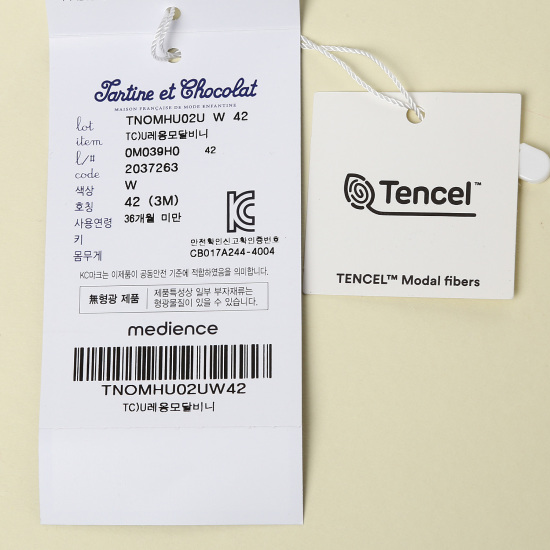 Tartine et Chocolat
MAISON FRANÇAISE DE MODE ENFANTINE
lot TNOMHU02U W 42
item TC)U레옹모달비니
l/# 0M039H0 42
code 2037263
색상 W
호칭 42 (3M)
사용연령 36개월 미만
키
몸무게
안전확인신고확인증번호
CB017A244-4004
KC마크는 이제품이 공동안전 기준에 적합하였음을 의미합니다.
無형광 제품
제품특성상 일부 부자재류는
형광물질이 있을 수 있습니다.
medience
TNOMHU02UW42
TC)U레옹모달비니
Tencel™
TENCEL™ Modal fibers